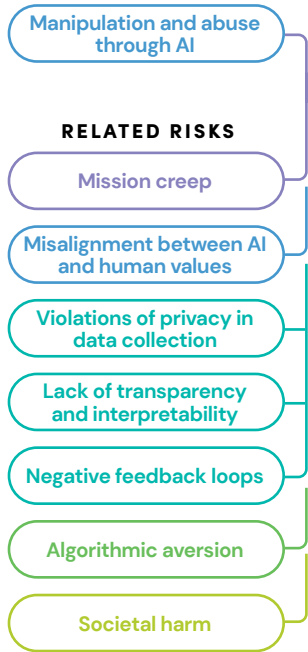 Manipulation and abuse
through AI
RELATED RISKS
Mission creep
Misalignment between AI
and human values
Violations of privacy in
data collection
Lack of transparency
and interpretability
Negative feedback loops
Algorithmic aversion
Societal harm